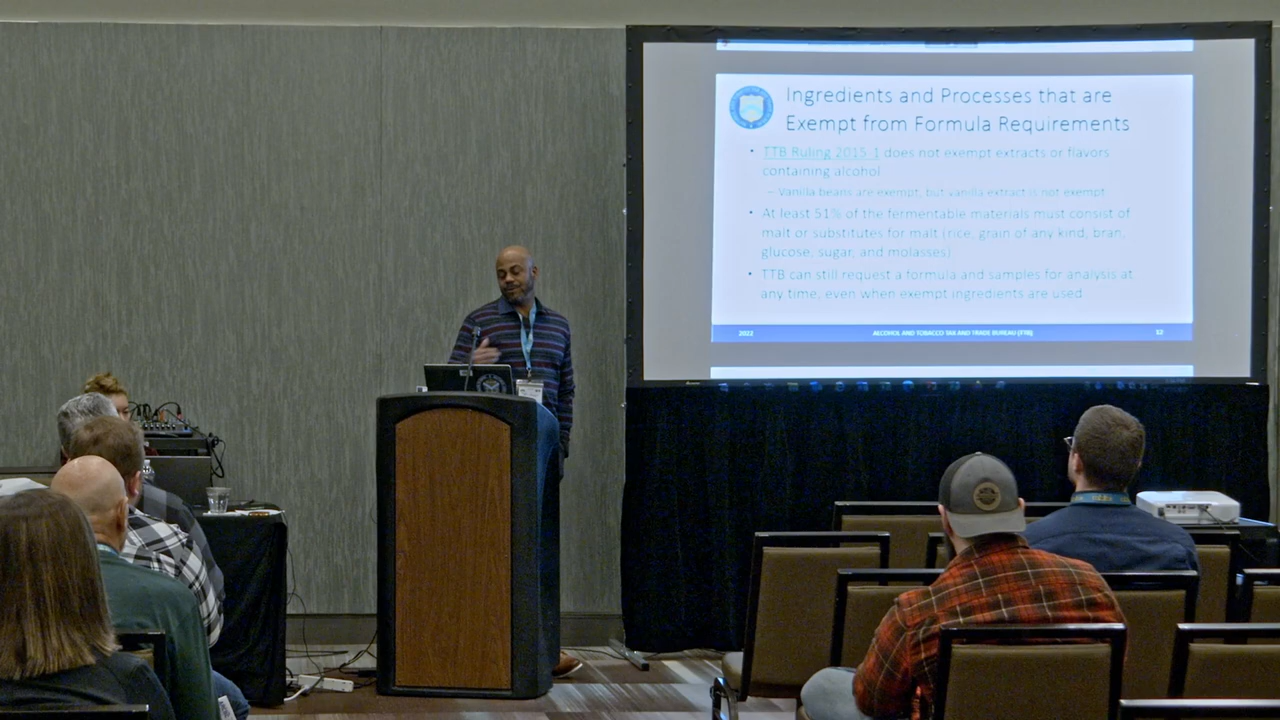 Ingredients and Processes that are
Exempt from Formula Requirements
• TTB Ruling 2015-1 does not exempt extracts or flavors
containing alcohol
– Vanilla beans are exempt, but vanilla extract is not exempt
• At least 51% of the fermentable materials must consist of
malt or substitutes for malt (rice, grain of any kind, bran,
glucose, sugar, and molasses)
• TTB can still request a formula and samples for analysis at
any time, even when exempt ingredients are used
2022 ALCOHOL AND TOBACCO TAX AND TRADE BUREAU (TTB) 12